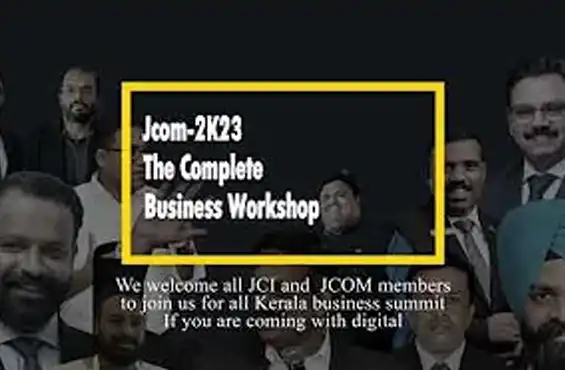 Jcom-2K23
The Complete
Business Workshop
We welcome all JCI and JCOM members
to join us for all Kerala business summit
If you are coming with digital